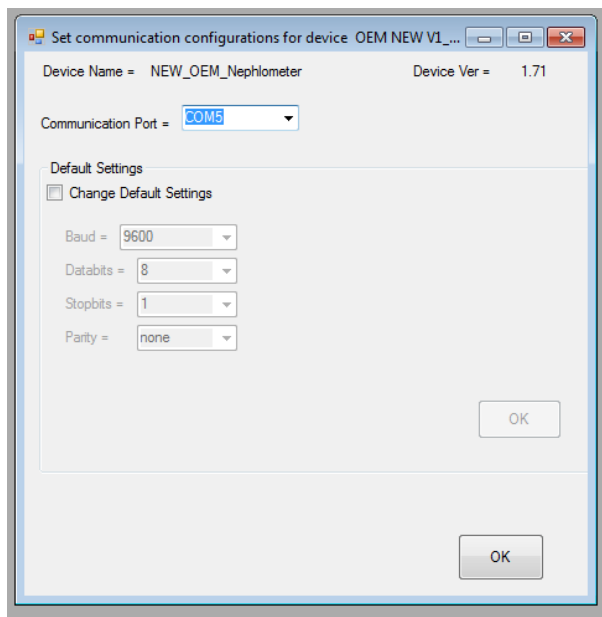 Set communication configurations for device OEM NEW V1_...
Device Name = NEW_OEM_Nephlometer Device Ver = 1.71
Communication Port = COM5
Default Settings
Change Default Settings
Baud = 9600
Databits = 8
Stopbits = 1
Parity = none
OK
OK